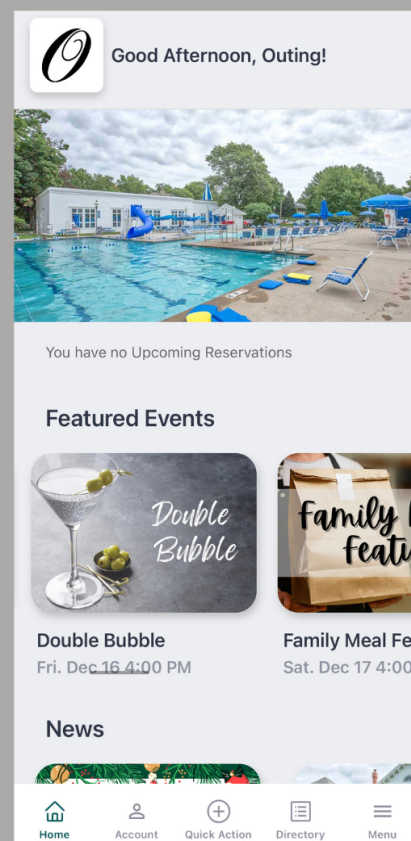 O
Good Afternoon, Outing!
You have no Upcoming Reservations
Featured Events
Double
Bubble
Family
Featu
Double Bubble
Fri. Dec 16 4:00 PM
Family Meal Fe
Sat. Dec 17 4:00
News
Home
Account
Quick Action
Directory
Menu